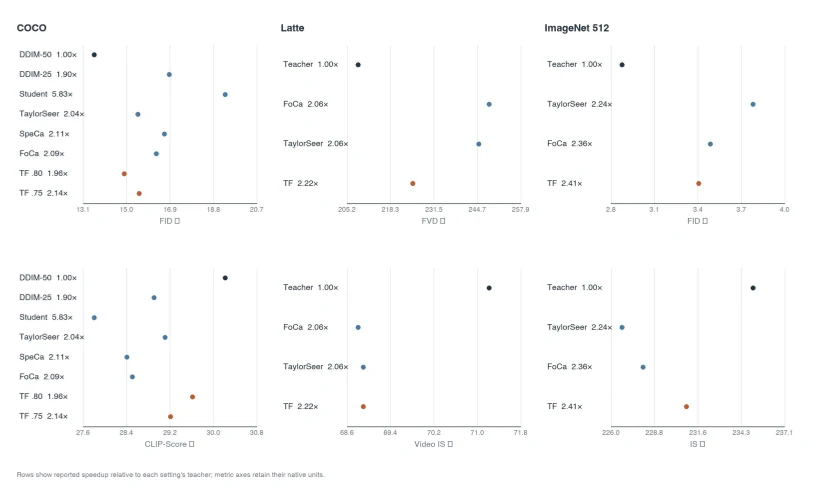 COCO
Latte
ImageNet 512
DDIM-50 1.00×
DDIM-25 1.90×
Student 5.83×
TaylorSeer 2.04×
SpeCa 2.11×
FoCa 2.09×
TF .80 1.96×
TF .75 2.14×
13.1 15.0 16.9 18.8 20.7
FID
Teacher 1.00×
FoCa 2.06×
TaylorSeer 2.06×
TF 2.22×
205.2 218.3 231.5 244.7 257.9
FVD
Teacher 1.00×
TaylorSeer 2.24×
FoCa 2.36×
TF 2.41×
2.8 3.1 3.4 3.7 4.0
FID
DDIM-50 1.00×
DDIM-25 1.90×
Student 5.83×
TaylorSeer 2.04×
SpeCa 2.11×
FoCa 2.09×
TF .80 1.96×
TF .75 2.14×
27.6 28.4 29.2 30.0 30.8
CLIP-Score
Teacher 1.00×
FoCa 2.06×
TaylorSeer 2.06×
TF 2.22×
68.6 69.4 70.2 71.0 71.8
Video IS
Teacher 1.00×
TaylorSeer 2.24×
FoCa 2.36×
TF 2.41×
226.0 228.8 231.6 234.3 237.1
IS
Rows show reported speedup relative to each setting's teacher; metric axes retain their native units.